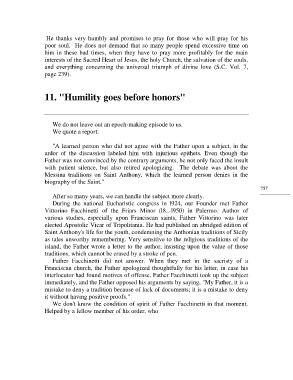 He thanks very humbly and promises to pray for those who will pray for his
poor soul. He does not demand that so many people spend excessive time on
him in these bad times, when they have to pray more profitably for the main
interests of the Sacred Heart of Jesus, the holy Church, the salvation of the souls,
and everything concerning the universal triumph of divine love (S.C. Vol. 7,
page 239).
11. "Humility goes before honors"
We do not leave out an epoch-making episode to us.
We quote a report:
"A learned person who did not agree with the Father upon a subject, in the
ardor of the discussion labeled him with injurious epithets. Even though the
Father was not convinced by the contrary arguments, he not only faced the insult
with patient silence, but also retired apologizing. The debate was about the
Messina traditions on Saint Anthony, which the learned person denies in the
biography of the Saint."
757
After so many years, we can handle the subject more clearly.
During the national Eucharistic congress in 1924, our Founder met Father
Vittorino Facchinetti of the Friars Minor (18..-1950) in Palermo. Author of
various studies, especially upon Franciscan saints, Father Vittorino was later
elected Apostolic Vicar of Tripolitania. He had published an abridged edition of
Saint Anthony's life for the youth, condemning the Anthonian traditions of Sicily
as tales unworthy remembering. Very sensitive to the religious traditions of the
island, the Father wrote a letter to the author, insisting upon the value of those
traditions, which cannot be erased by a stroke of pen.
Father Facchinetti did not answer. When they met in the sacristy of a
Franciscan church, the Father apologized thoughtfully for his letter, in case his
interlocutor had found motives of offense. Father Facchinetti took up the subject
immediately, and the Father opposed his arguments by saying. "My Father, it is a
mistake to deny a tradition because of lack of documents; it is a mistake to deny
it without having positive proofs."
We don't know the condition of spirit of Father Facchinetti in that moment.
Helped by a fellow member of his order, who